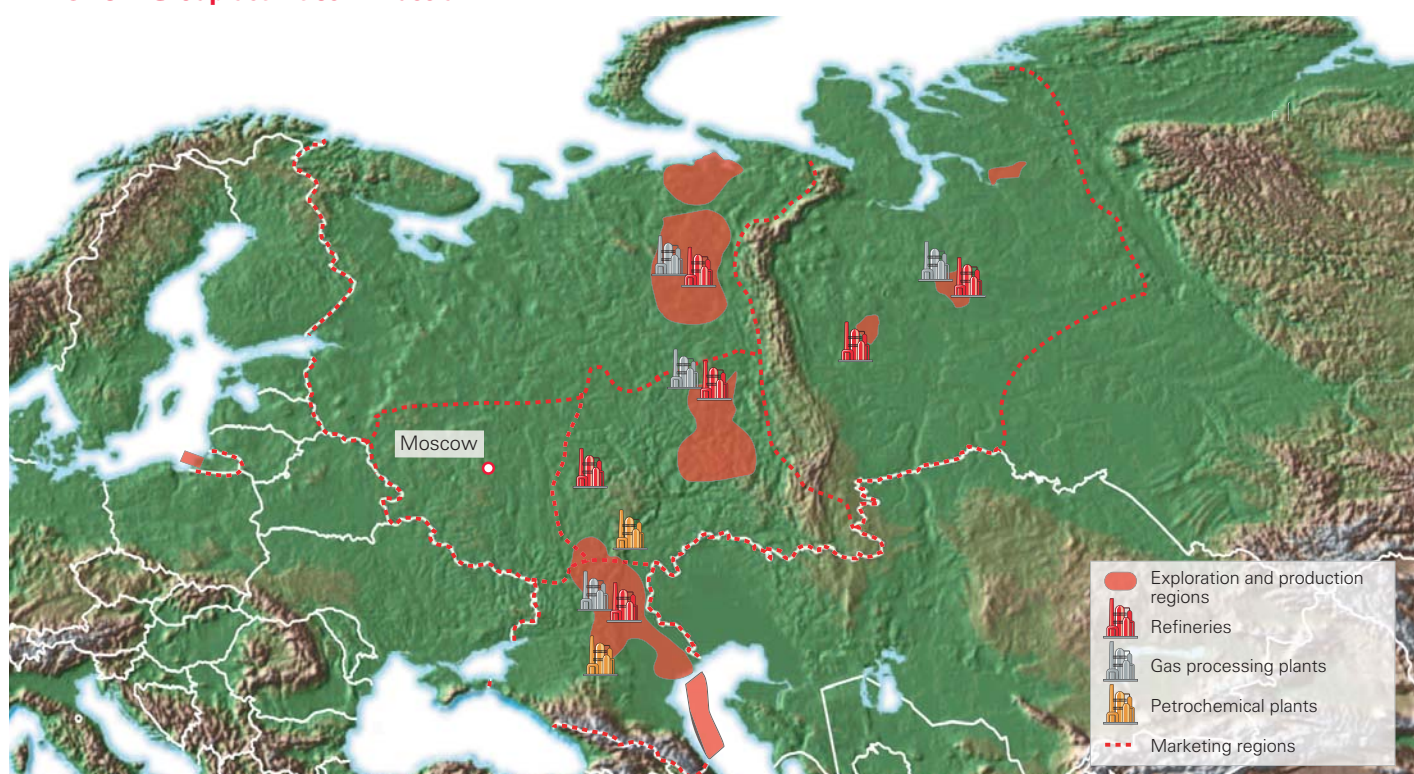 Moscow
Exploration and production
regions
Refineries
Gas processing plants
Petrochemical plants
Marketing regions